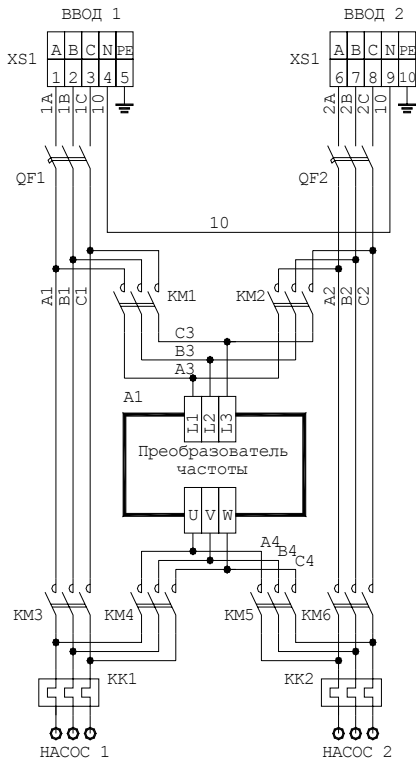 ВВОД 1
ВВОД 2
XS1
A B C N PE
1 2 3 4 5
XS1
A B C N PE
6 7 8 9 10
1A 1B 1C 10
2A 2B 2C 10
QF1
QF2
10
A1 B1 C1
KM1
KM2
A2 B2 C2
C3
B3
A3
A1
L1 L2 L3
Преобразователь
частоты
U V W
A4
B4
C4
KM3
KM4
KM5
KM6
KK1
KK2
НАСОС 1
НАСОС 2